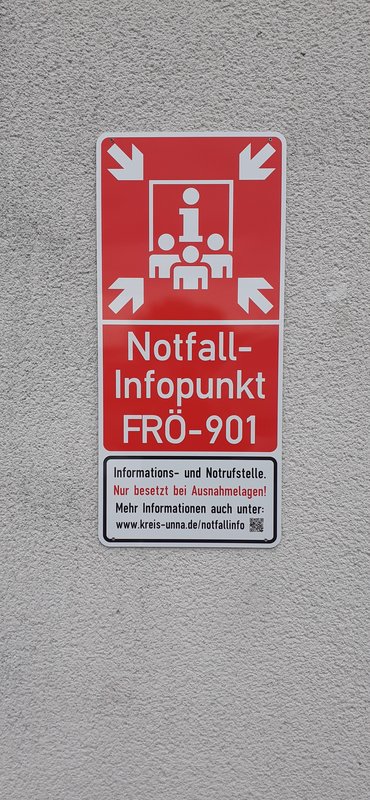 i
Notfall-
Infopunkt
FRÖ-901
Informations- und Notrufstelle.
Nur besetzt bei Ausnahmelagen!
Mehr Informationen auch unter:
www.kreis-unna.de/notfallinfo